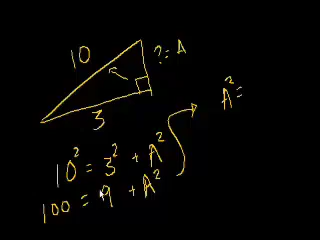 10
?= A
3
10² = 3² + A²
100 = 9 + A²
A² =